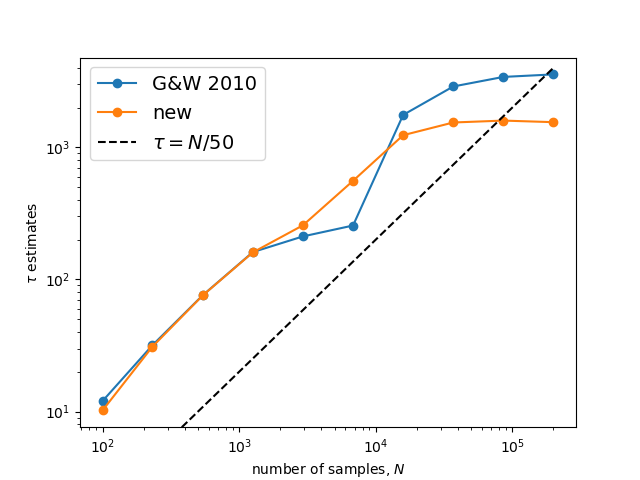 G&W 2010
new
τ = N/50
τ estimates
10³
10²
10¹
10² 10³ 10⁴ 10⁵
number of samples, N